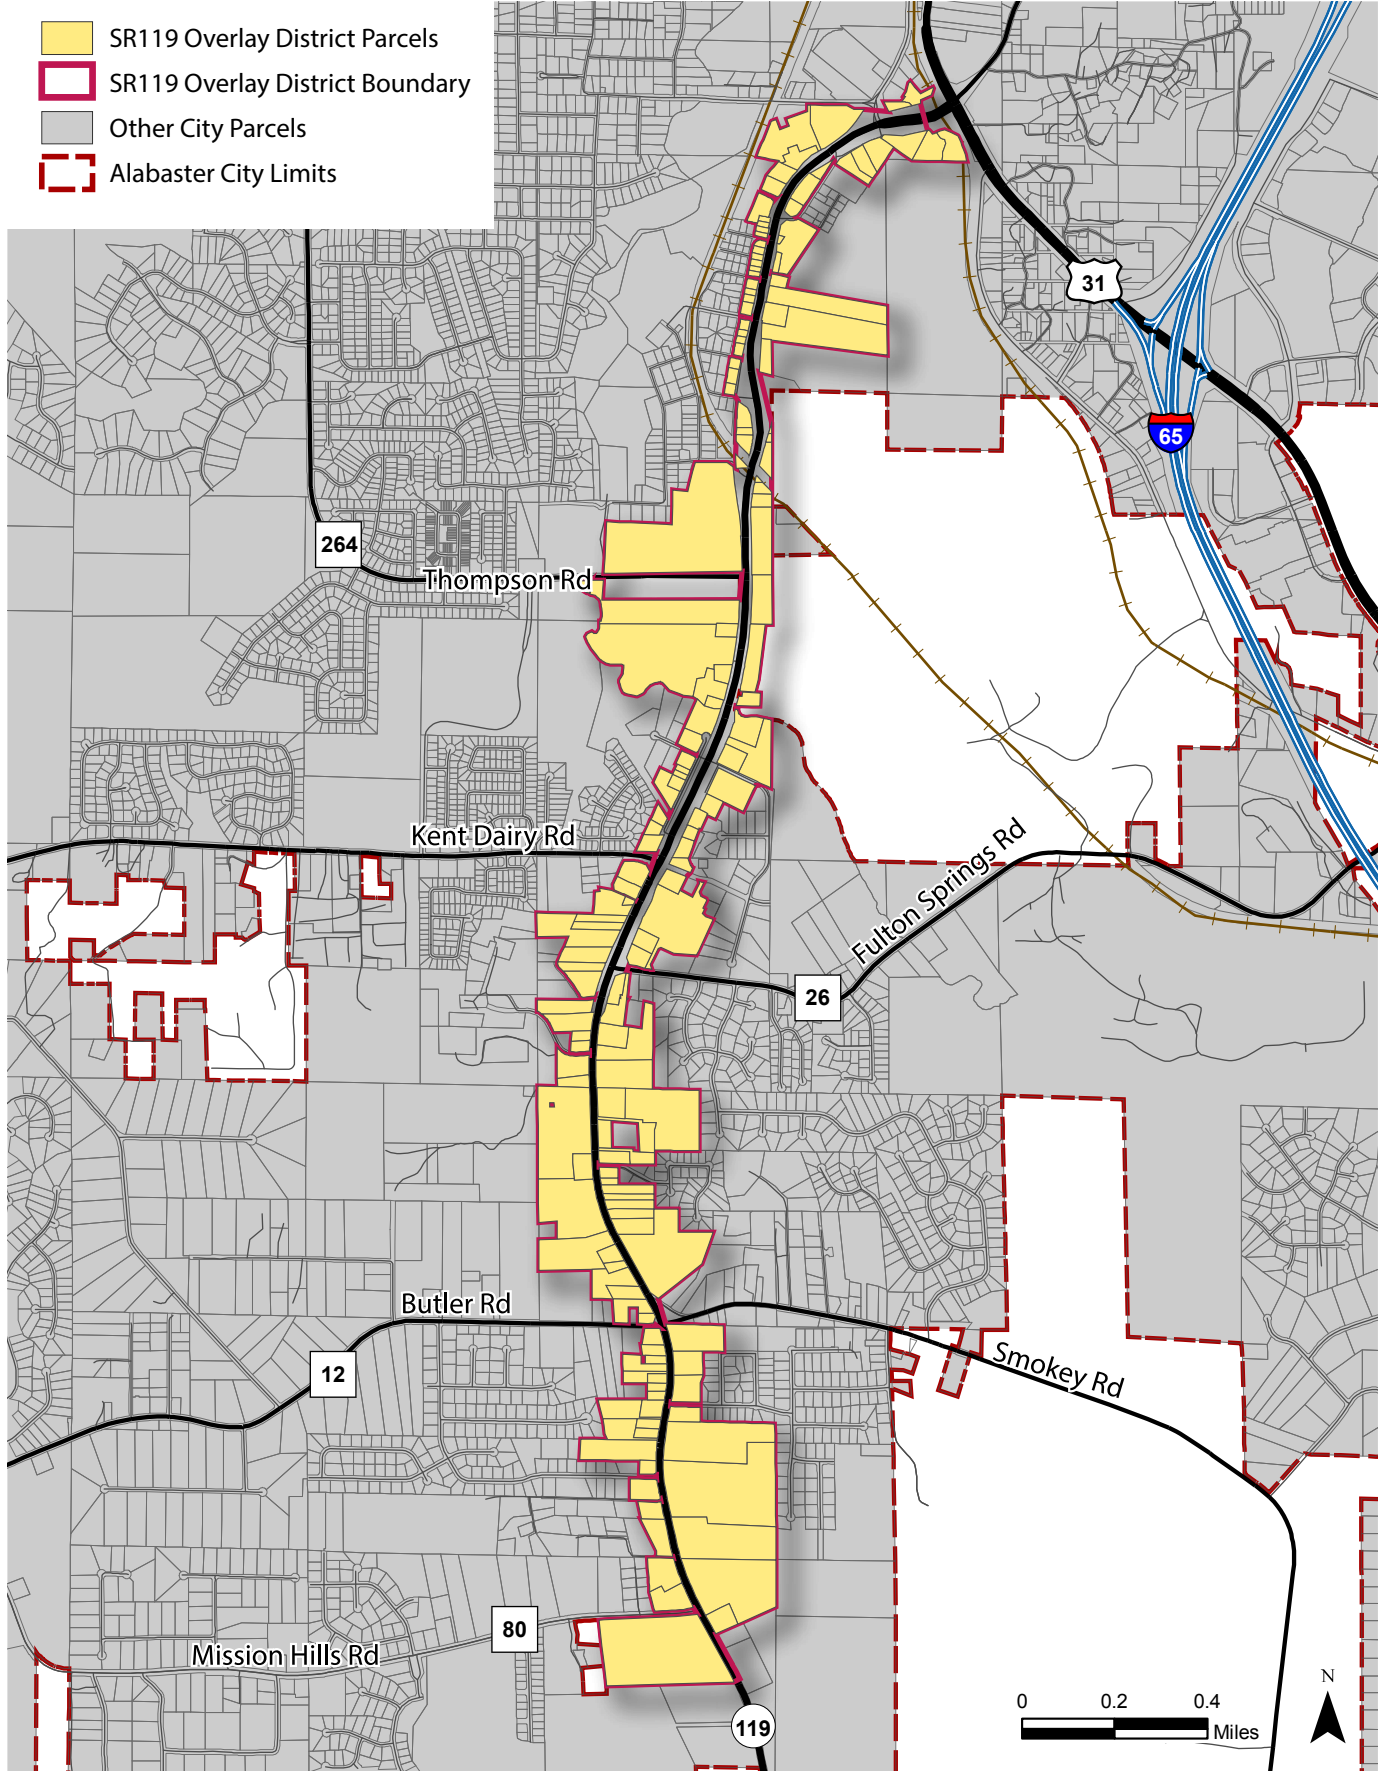 SR119 Overlay District Parcels
SR119 Overlay District Boundary
Other City Parcels
Alabaster City Limits
31
65
264
Thompson Rd
Kent Dairy Rd
Fulton Springs Rd
26
Butler Rd
12
Smokey Rd
80
Mission Hills Rd
N
0 0.2 0.4
Miles
119